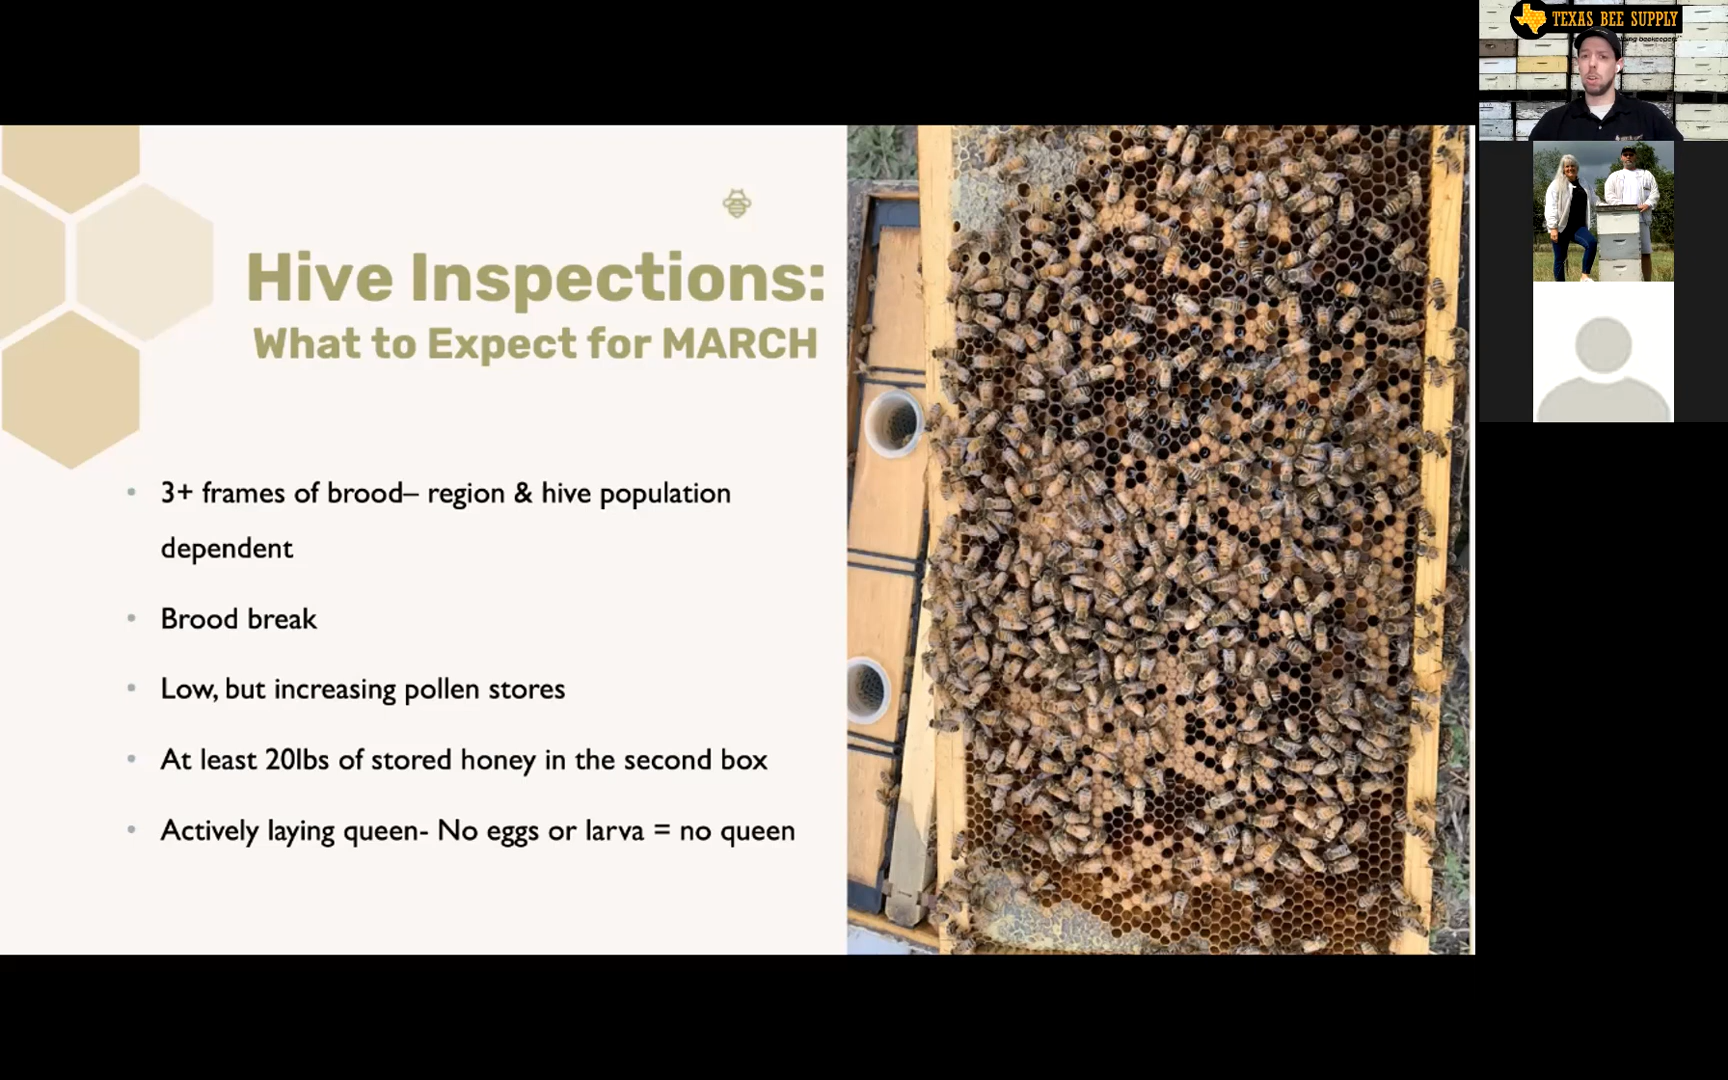 TEXAS BEE SUPPLY
Hive Inspections:
What to Expect for MARCH
• 3+ frames of brood– region & hive population
dependent
• Brood break
• Low, but increasing pollen stores
• At least 20lbs of stored honey in the second box
• Actively laying queen- No eggs or larva = no queen